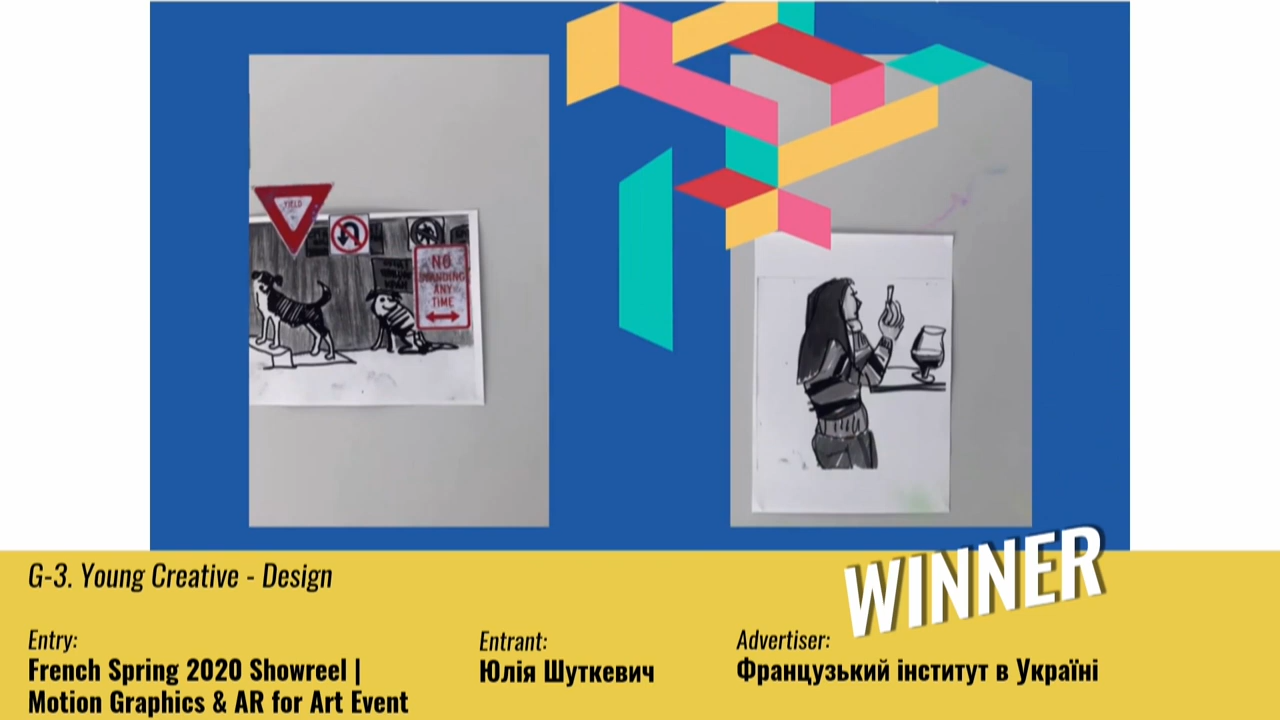 YIELD
NO
STANDING
ANY
TIME
WINNER
G-3. Young Creative - Design
Entry:
French Spring 2020 Showreel |
Motion Graphics & AR for Art Event
Entrant:
Юлія Шуткевич
Advertiser:
Французький інститут в Україні